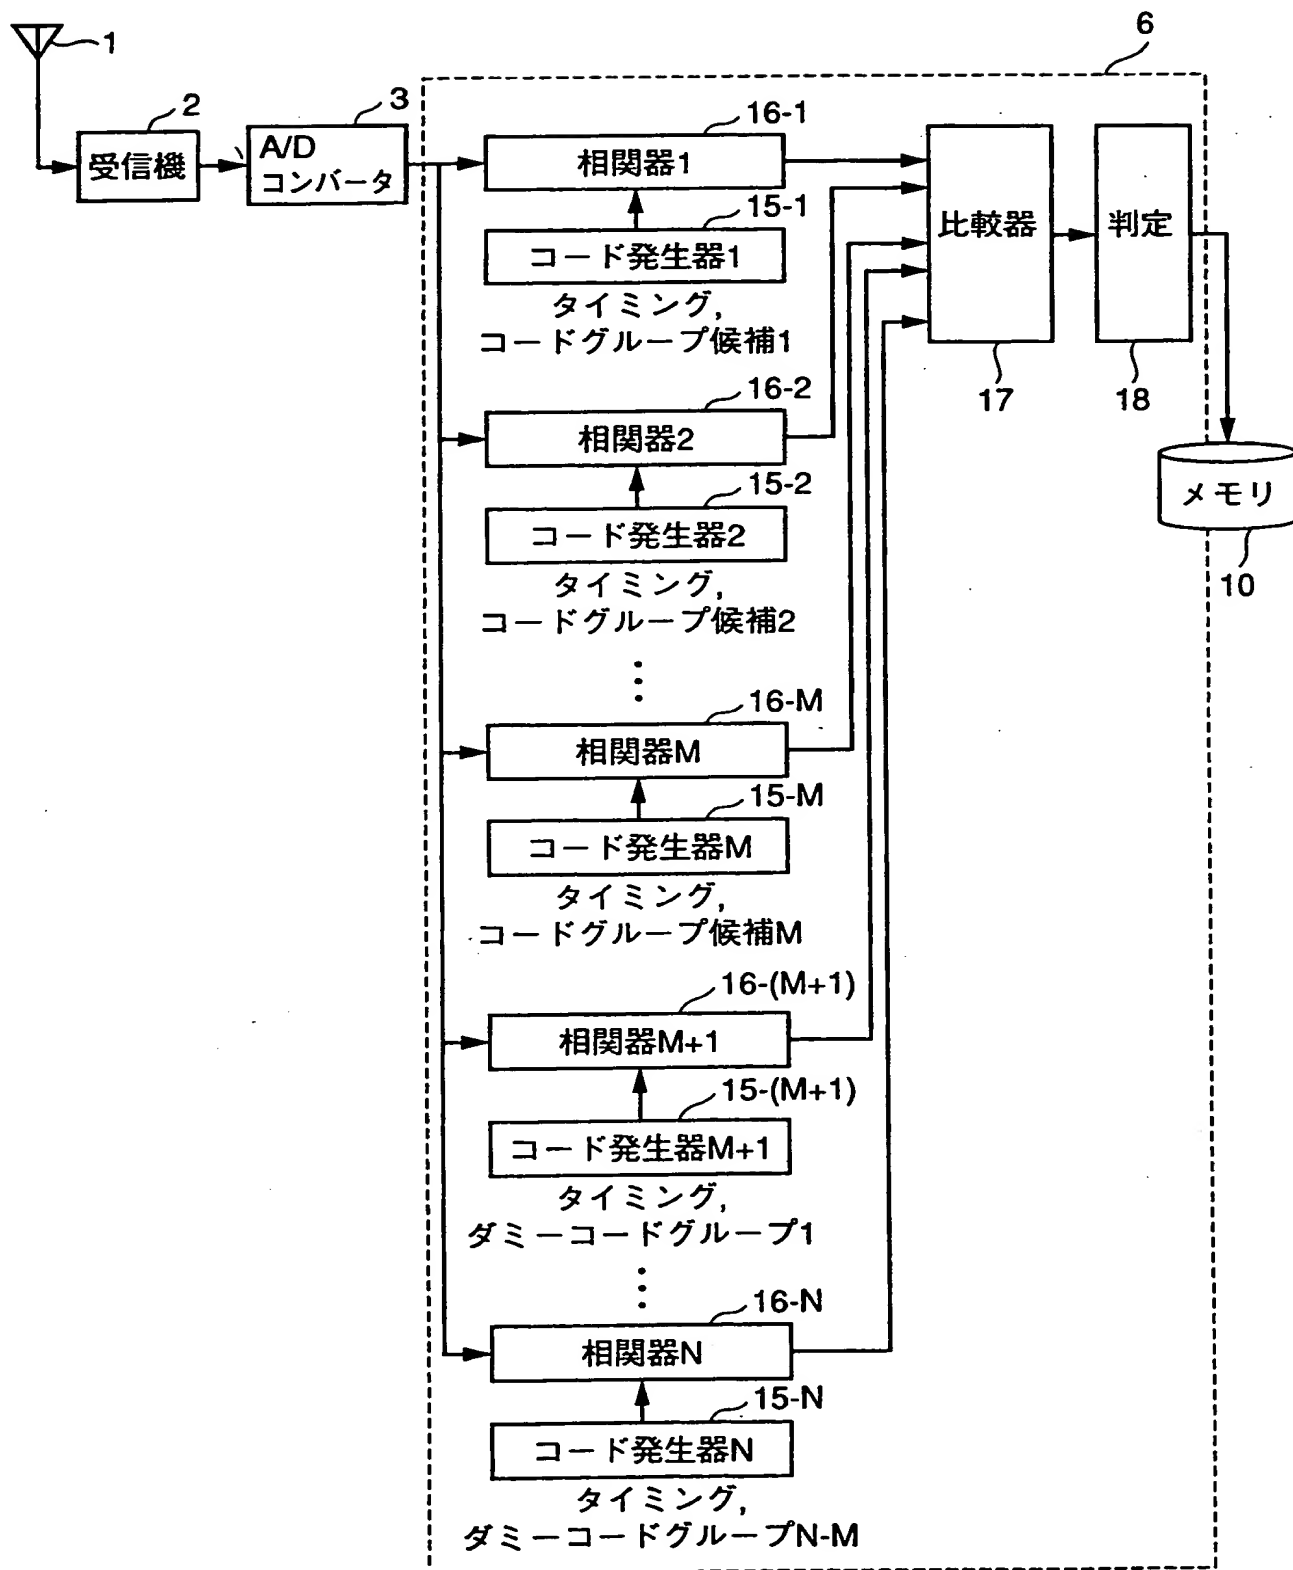 1
6
2
受信機
3
A/D
コンバータ
16-1
相関器1
15-1
コード発生器1
タイミング,
コードグループ候補1
比較器
17
判定
18
16-2
相関器2
15-2
コード発生器2
タイミング,
コードグループ候補2
メモリ
10
16-M
相関器M
15-M
コード発生器M
タイミング,
コードグループ候補M
16-(M+1)
相関器M+1
15-(M+1)
コード発生器M+1
タイミング,
ダミーコードグループ1
16-N
相関器N
15-N
コード発生器N
タイミング,
ダミーコードグループN-M